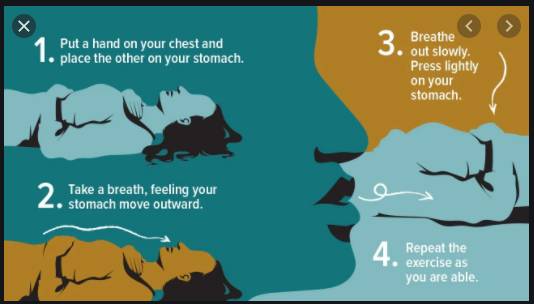 1. Put a hand on your chest and
place the other on your stomach.
2. Take a breath, feeling your
stomach move outward.
3. Breathe
out slowly.
Press lightly
on your
stomach.
4. Repeat the
exercise as
you are able.